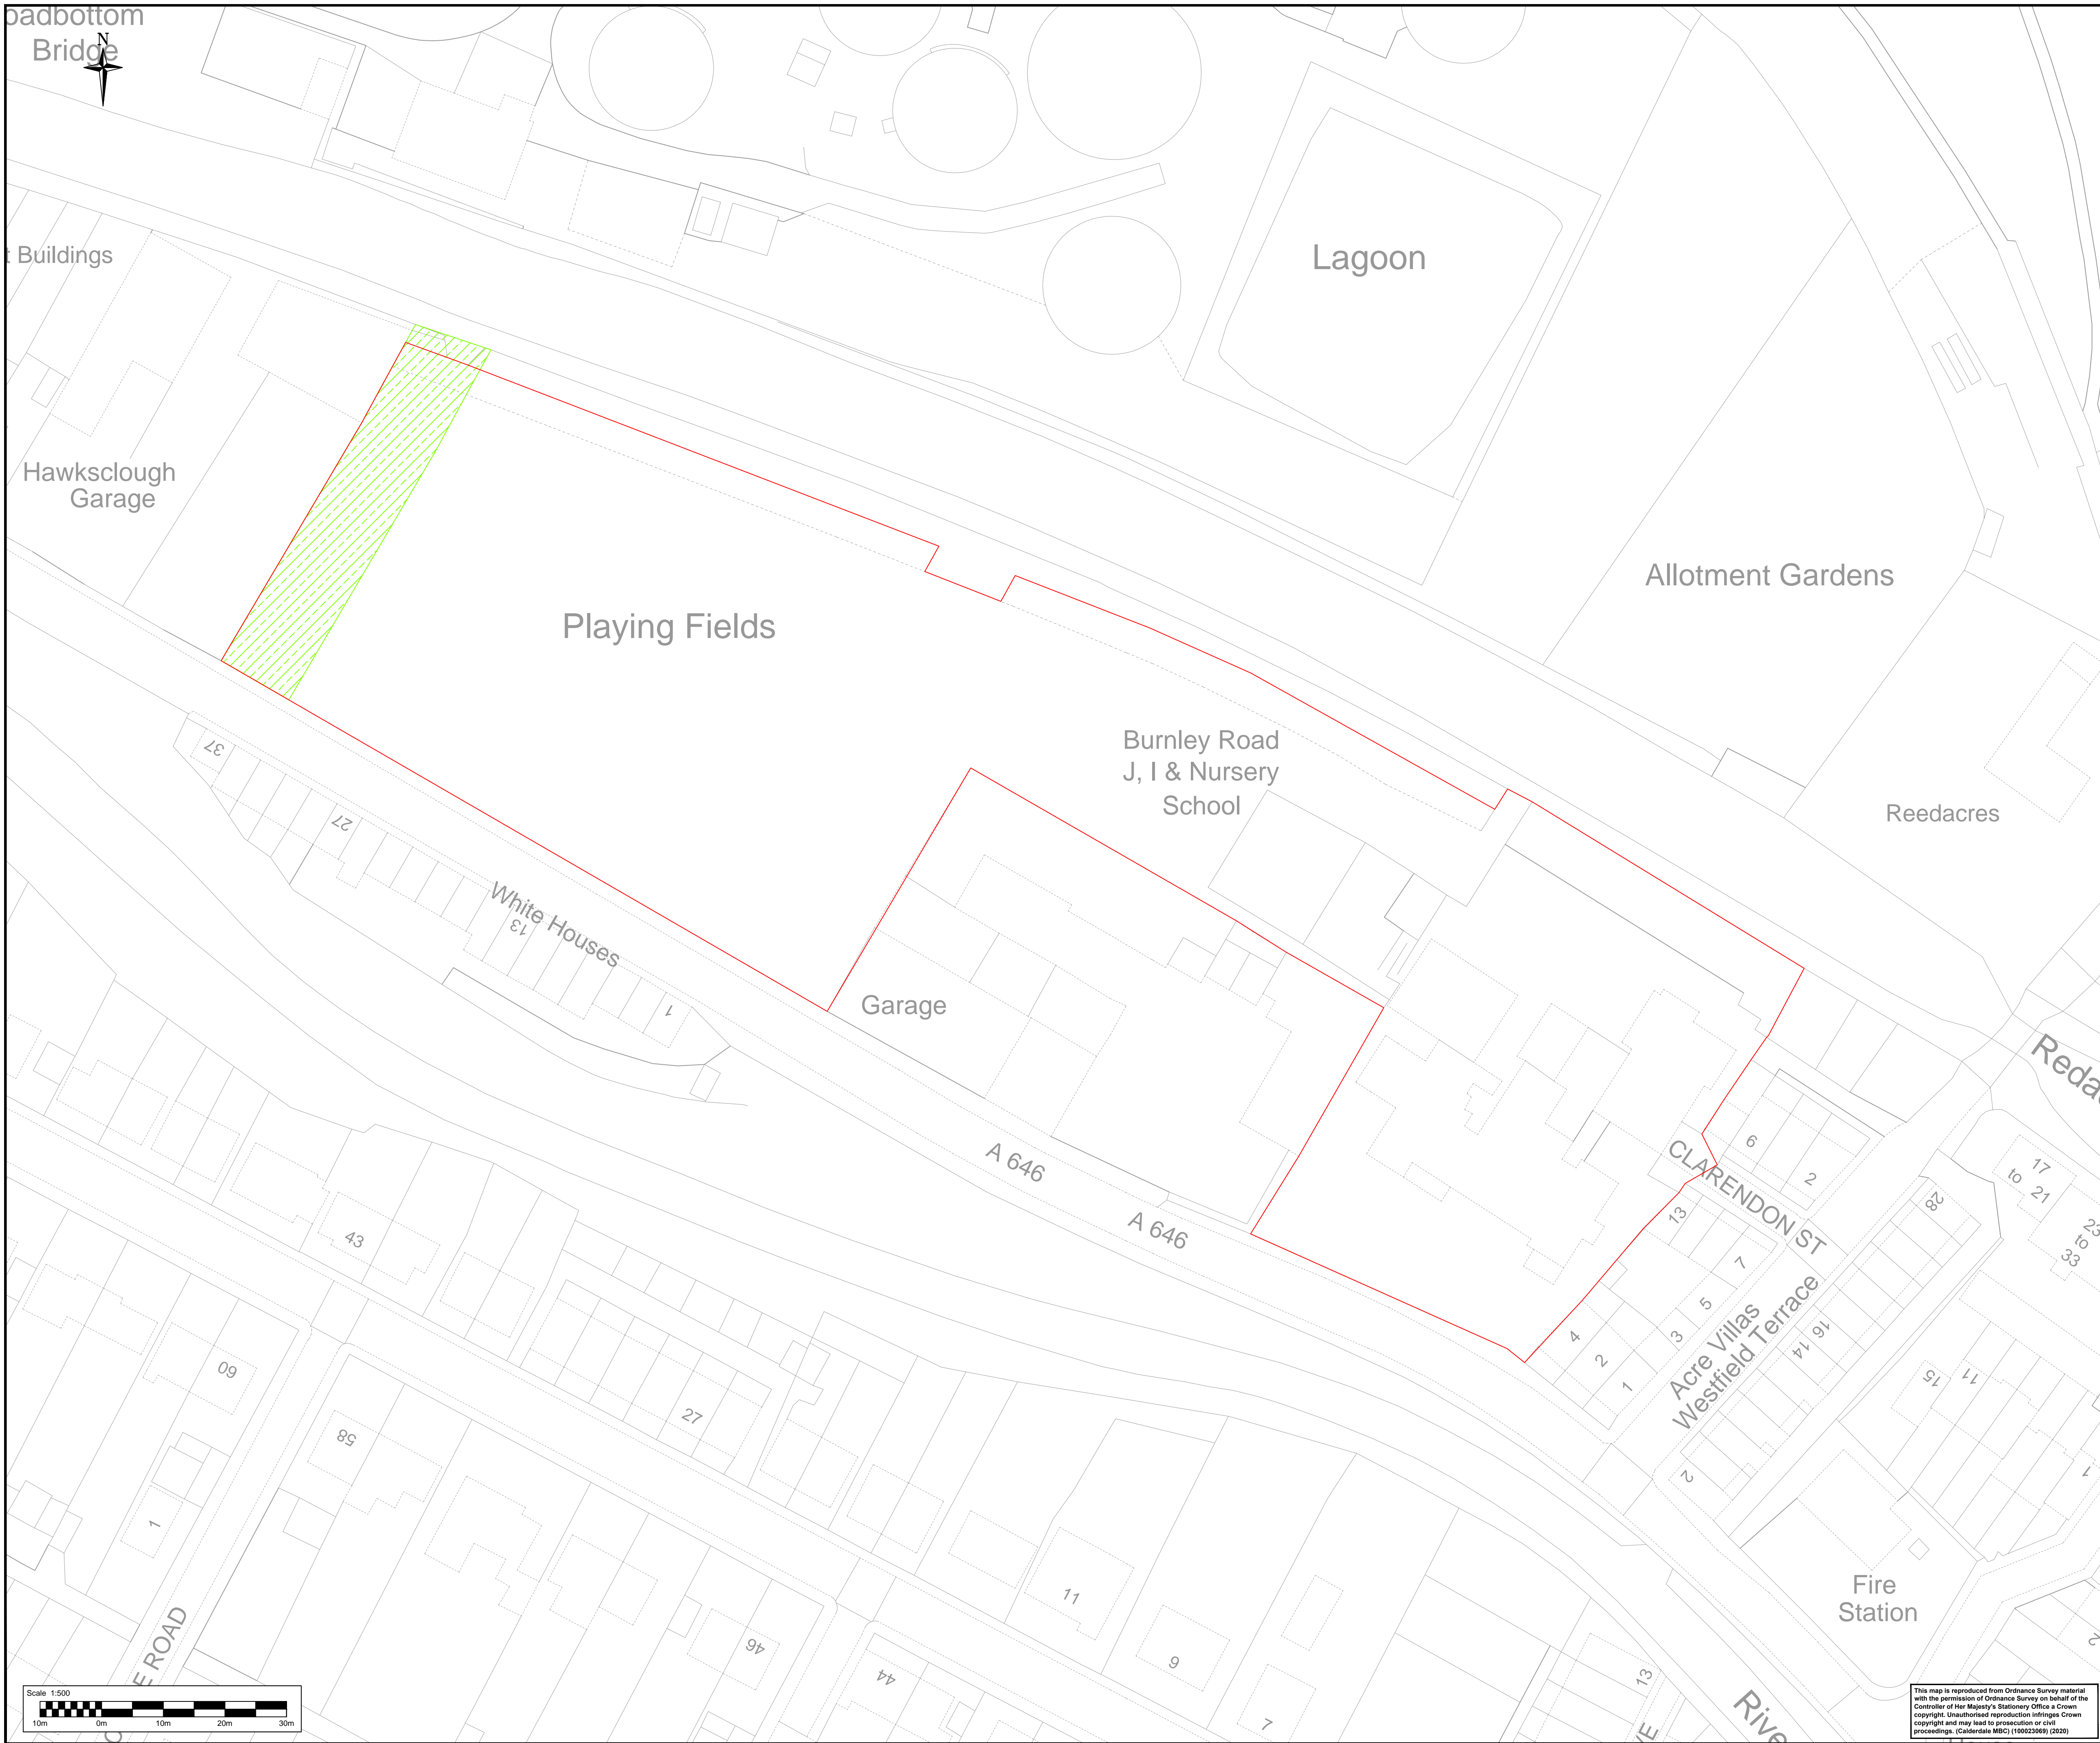 Bridge
N
t Buildings
Lagoon
Hawksclough
Garage
Allotment Gardens
Playing Fields
Burnley Road
J, I & Nursery
School
Reedacres
37
27
White Houses
13
1
Garage
A 646
A 646
6
2
CLARENDON ST
17
to
21
23
to
33
28
13
7
5
3
4
2
1
Acre Villas
Westfield Terrace
16
14
2
15
11
1
43
60
58
27
1
11
9
7
46
44
13
Fire
Station
2
ROAD
Scale 1:500
10m 0m 10m 20m 30m
This map is reproduced from Ordnance Survey material
with the permission of Ordnance Survey on behalf of the
Controller of Her Majesty's Stationery Office a Crown
copyright. Unauthorised reproduction infringes Crown
copyright and may lead to prosecution or civil
proceedings. (Calderdale MBC) (100023069) (2020)